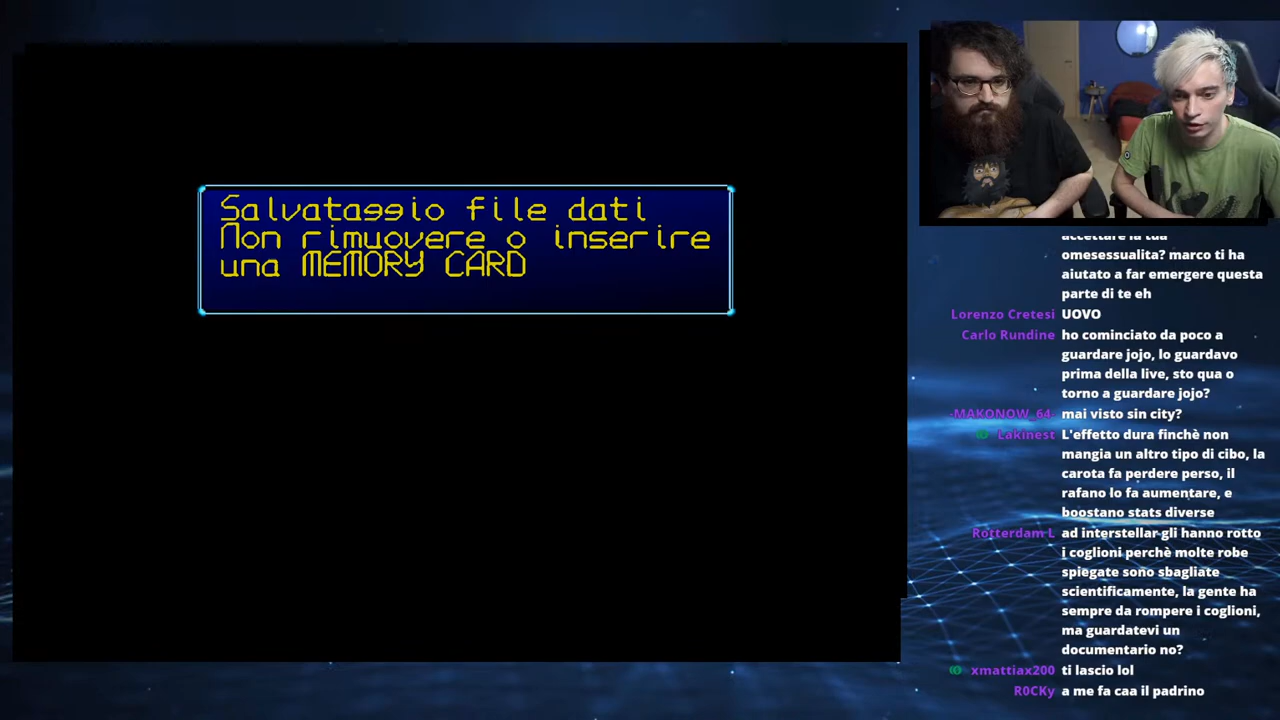 Salvataggio file dati
Non rimuovere o inserire
una MEMORY CARD
accettare la tua
omesessualita? marco ti ha
aiutato a far emergere questa
parte di te eh
Lorenzo Cretesi UOVO
Carlo Rundine ho cominciato da poco a
guardare jojo, lo guardavo
prima della live, sto qua o
torno a guardare jojo?
-MAKONOW_64- mai visto sin city?
Lakinest L'effetto dura finchè non
mangia un altro tipo di cibo, la
carota fa perdere perso, il
rafano lo fa aumentare, e
boostano stats diverse
Rotterdam L ad interstellar gli hanno rotto
i coglioni perchè molte robe
spiegate sono sbagliate
scientificamente, la gente ha
sempre da rompere i coglioni,
ma guardatevi un
documentario no?
xmattiax200 ti lascio lol
R0CKy a me fa caa il padrino